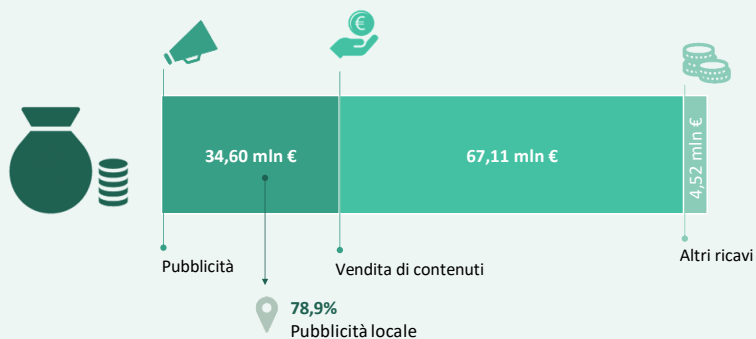 34,60 mln €
67,11 mln €
4,52 mln €
Pubblicità
Vendita di contenuti
Altri ricavi
78,9%
Pubblicità locale